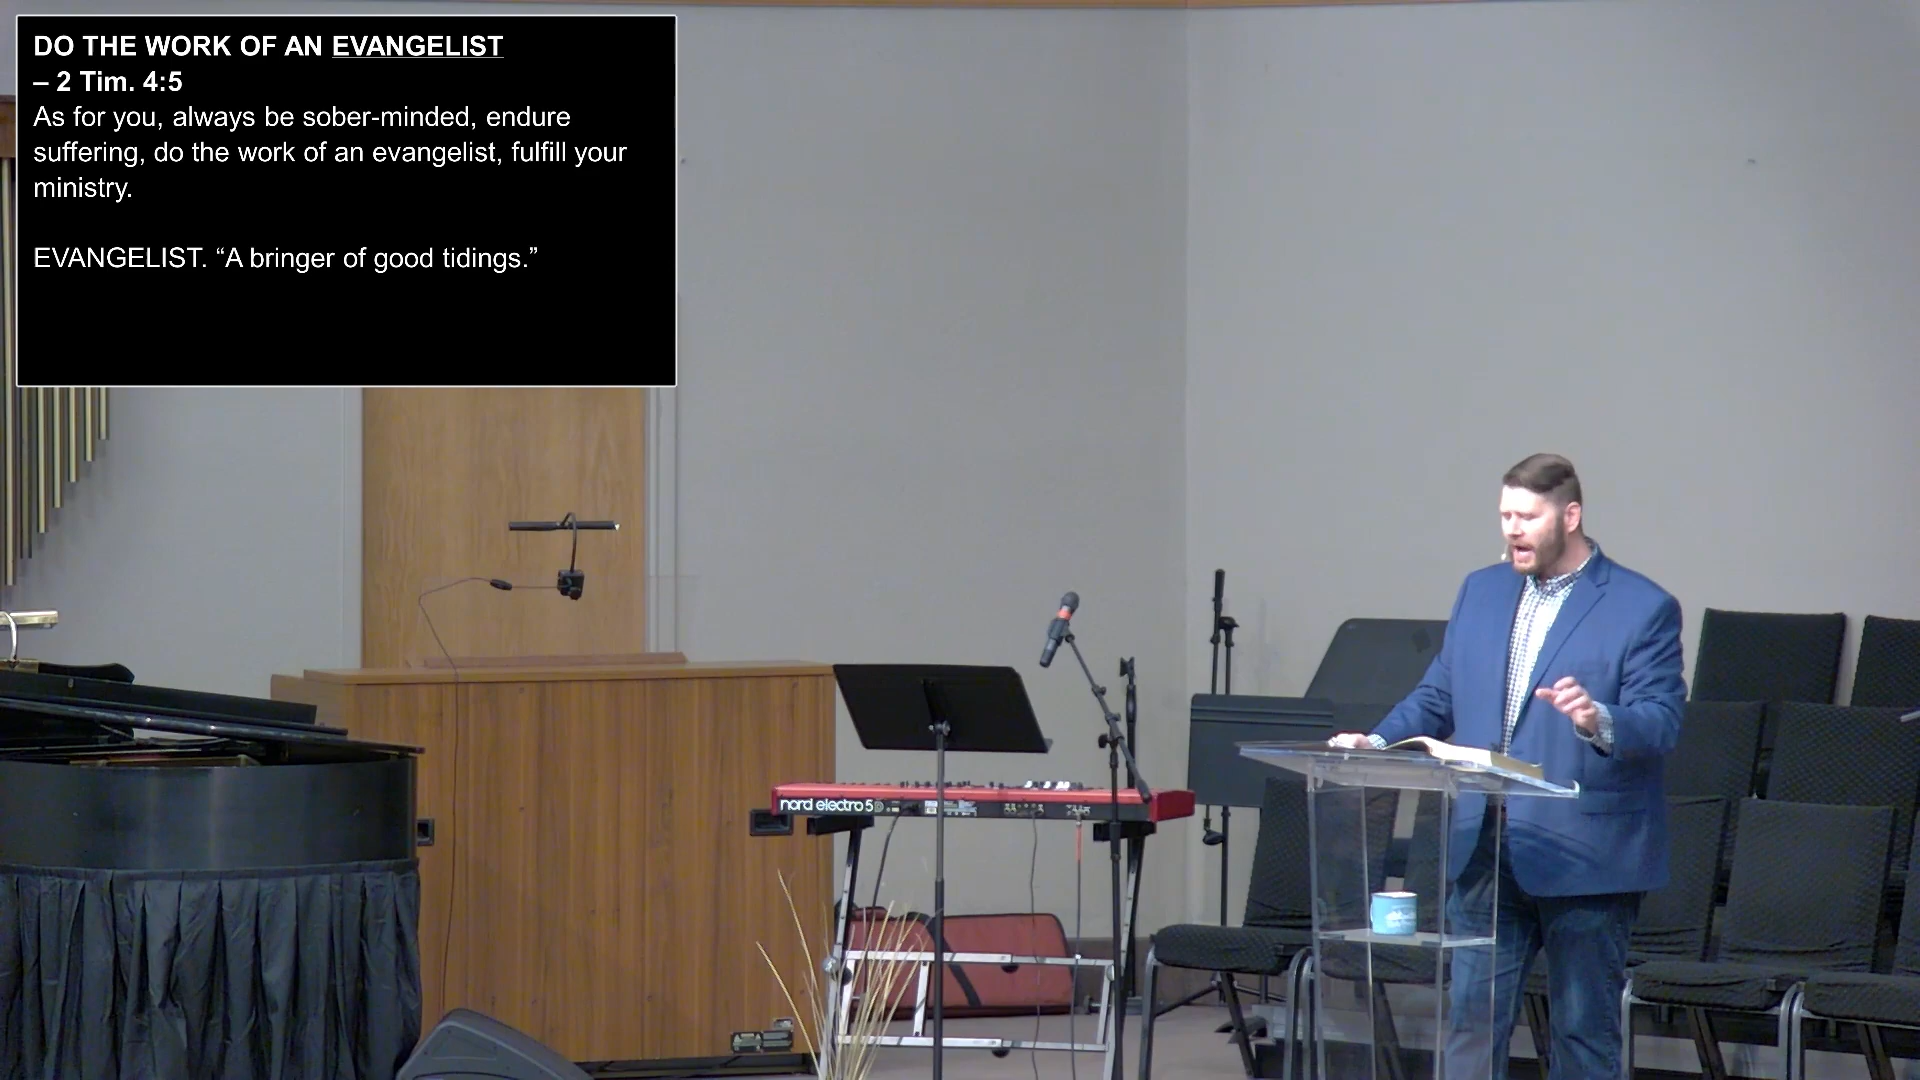 DO THE WORK OF AN EVANGELIST
– 2 Tim. 4:5
As for you, always be sober-minded, endure
suffering, do the work of an evangelist, fulfill your
ministry.
EVANGELIST. “A bringer of good tidings.”
nord electro 5D